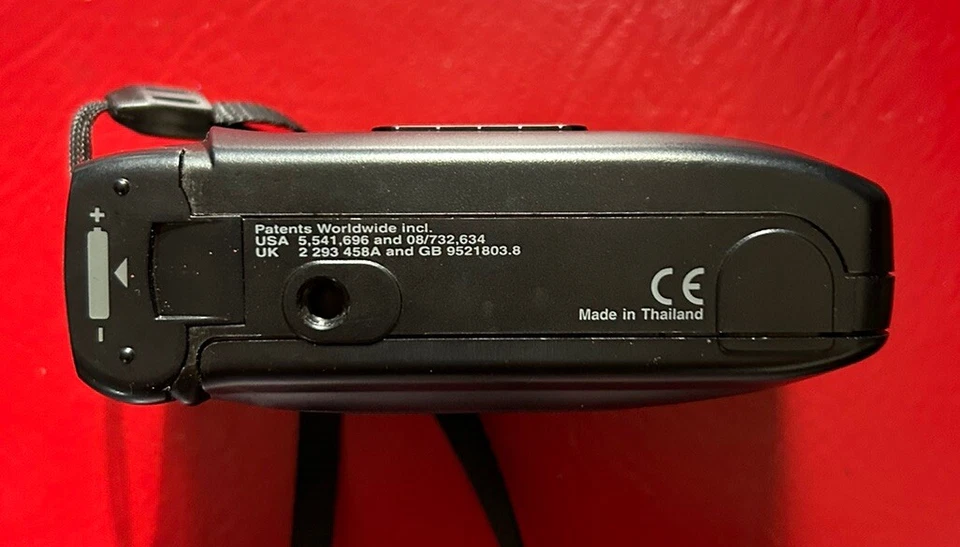 Patents Worldwide incl.
USA 5,541,696 and 08/732,634
UK 2 293 458A and GB 9521803.8
CE
Made in Thailand
+
-